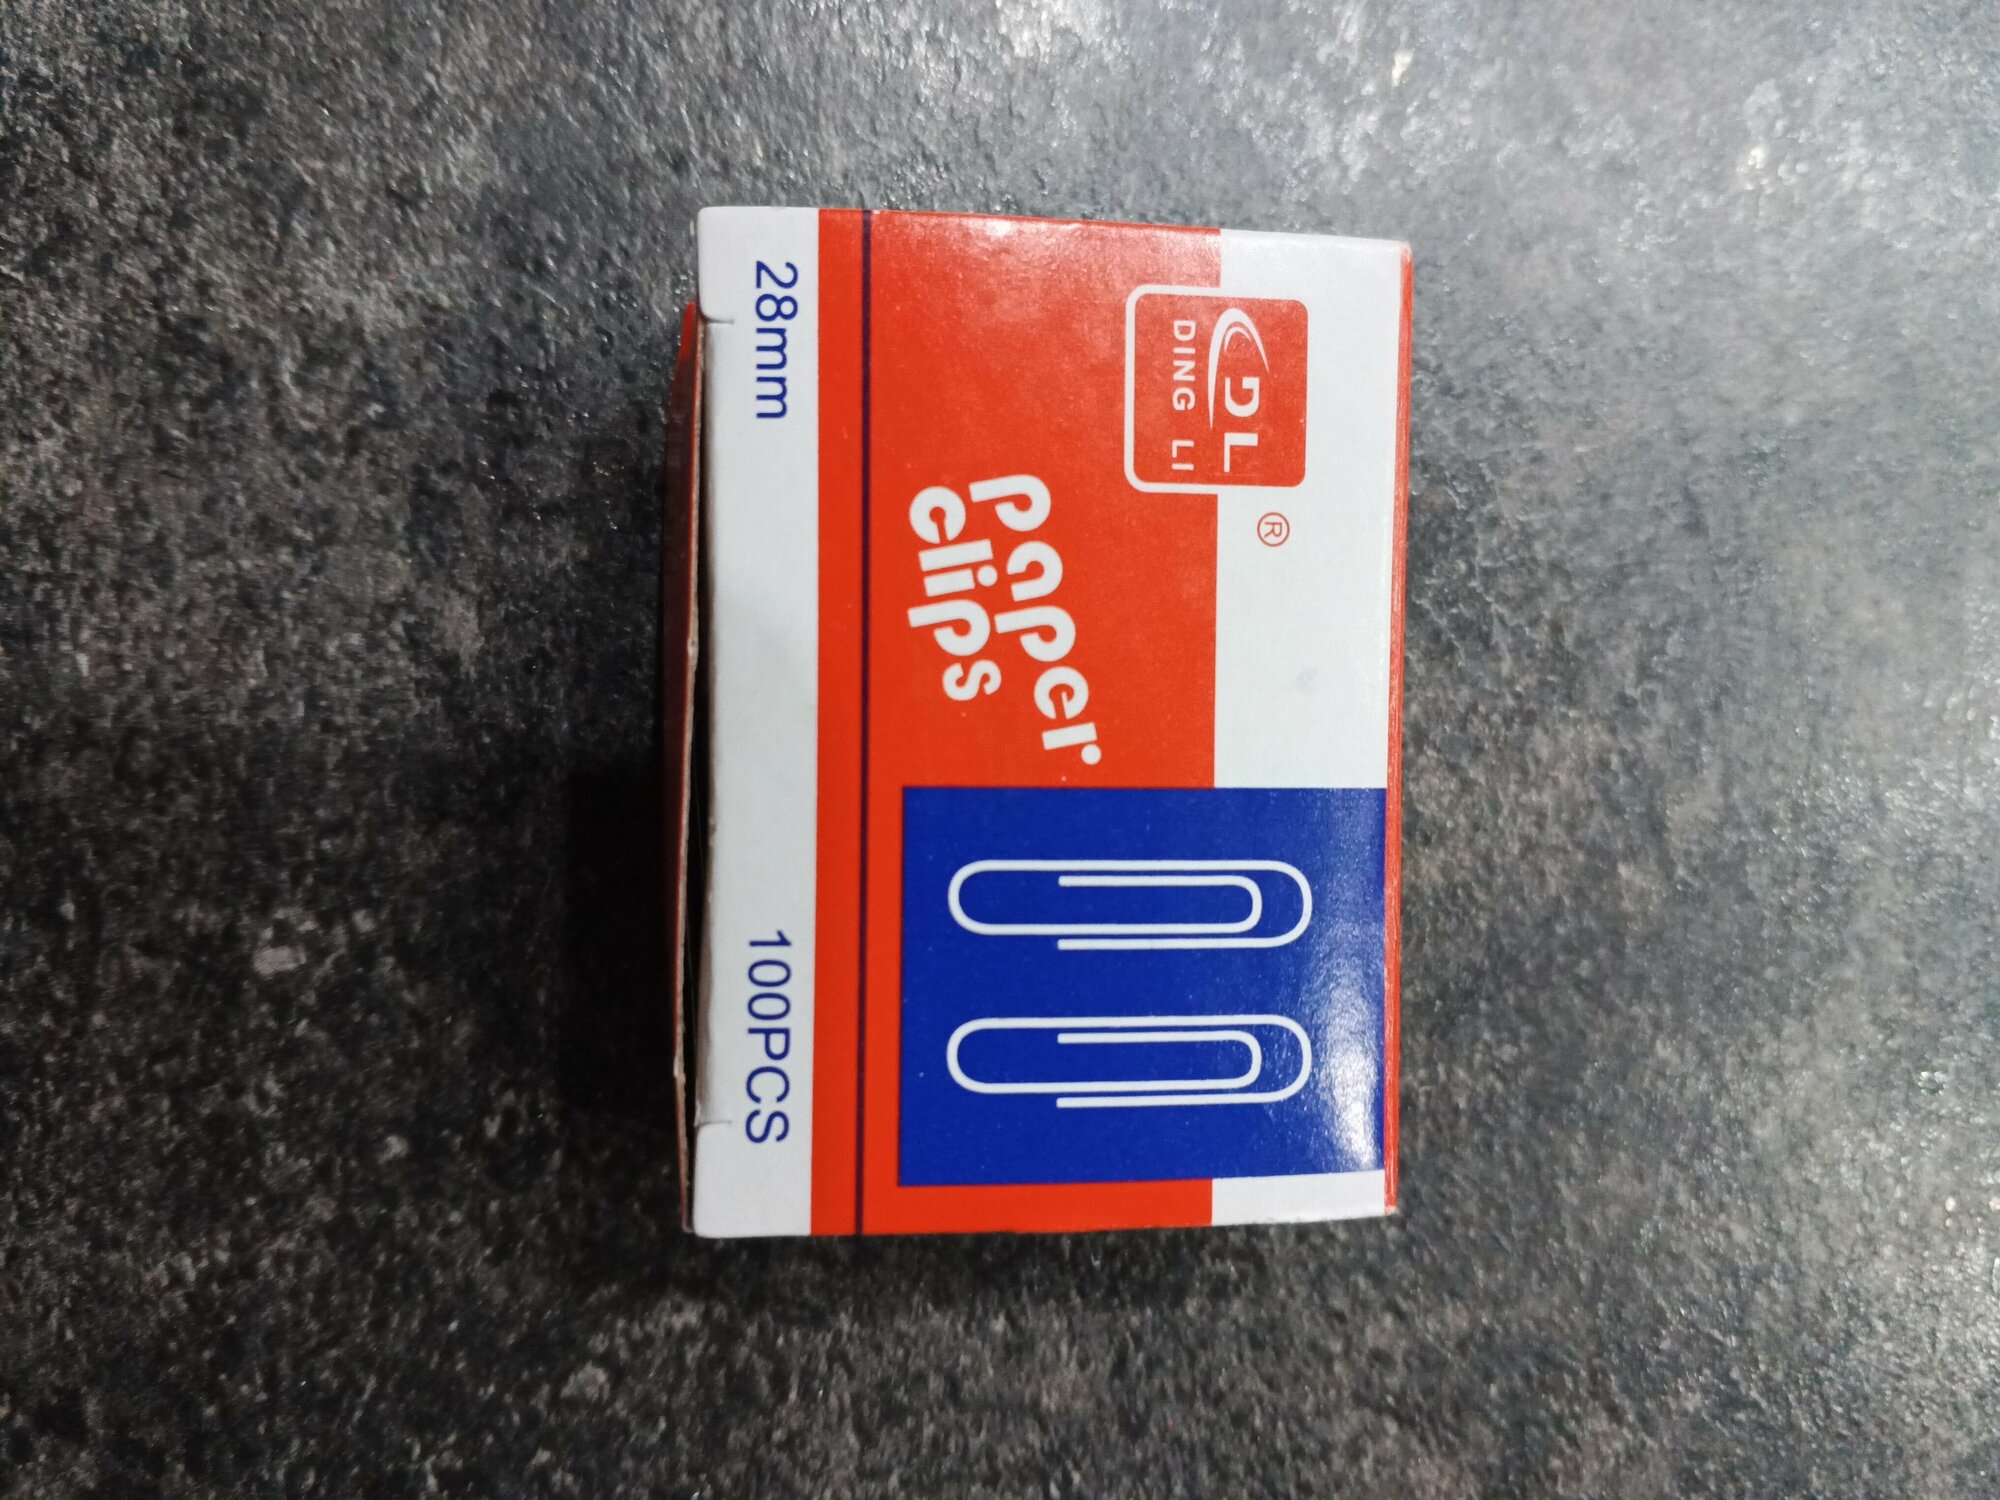 DL
DING LI
®
paper
clips
28mm 100PCS